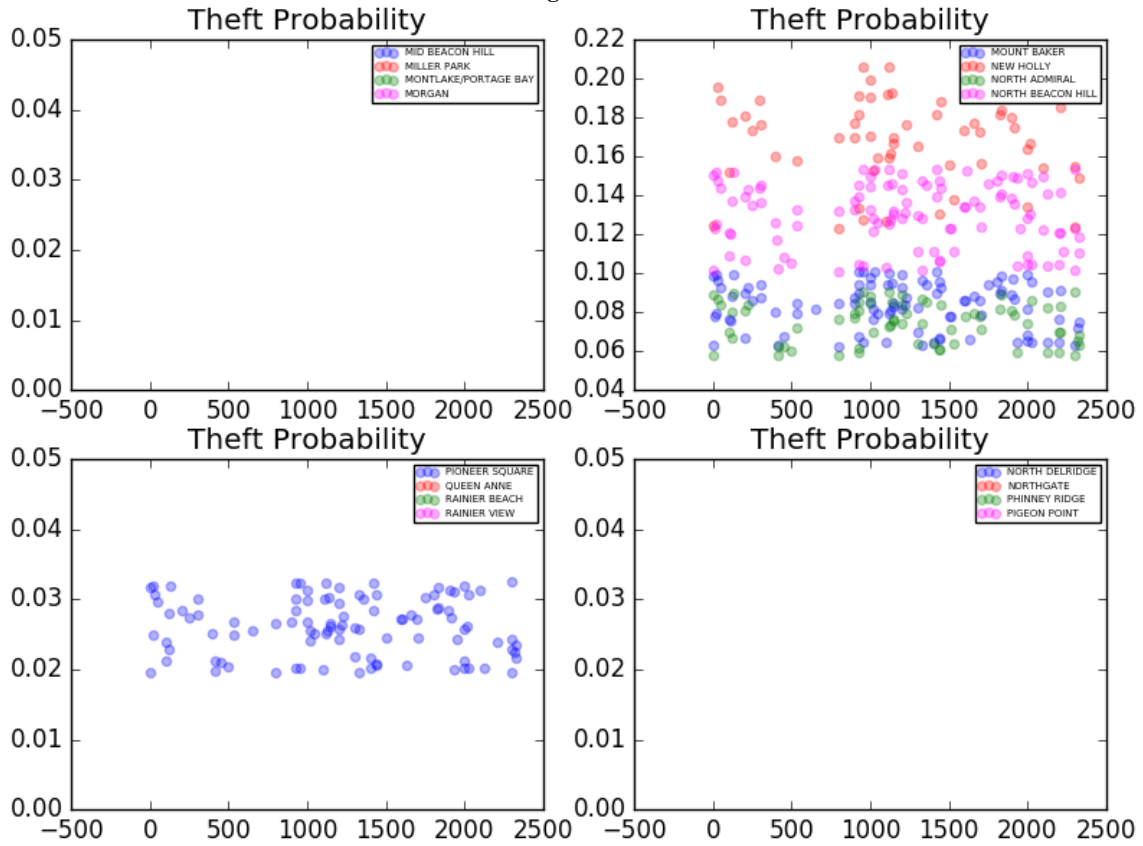 Theft Probability
0.05
0.04
0.03
0.02
0.01
0.00
−500 0 500 1000 1500 2000 2500
MID BEACON HILL
MILLER PARK
MONTLAKE/PORTAGE BAY
MORGAN
Theft Probability
0.22
0.20
0.18
0.16
0.14
0.12
0.10
0.08
0.06
0.04
−500 0 500 1000 1500 2000 2500
MOUNT BAKER
NEW HOLLY
NORTH ADMIRAL
NORTH BEACON HILL
Theft Probability
0.05
0.04
0.03
0.02
0.01
0.00
−500 0 500 1000 1500 2000 2500
PIONEER SQUARE
QUEEN ANNE
RAINIER BEACH
RAINIER VIEW
Theft Probability
0.05
0.04
0.03
0.02
0.01
0.00
−500 0 500 1000 1500 2000 2500
NORTH DELRIDGE
NORTHGATE
PHINNEY RIDGE
PIGEON POINT